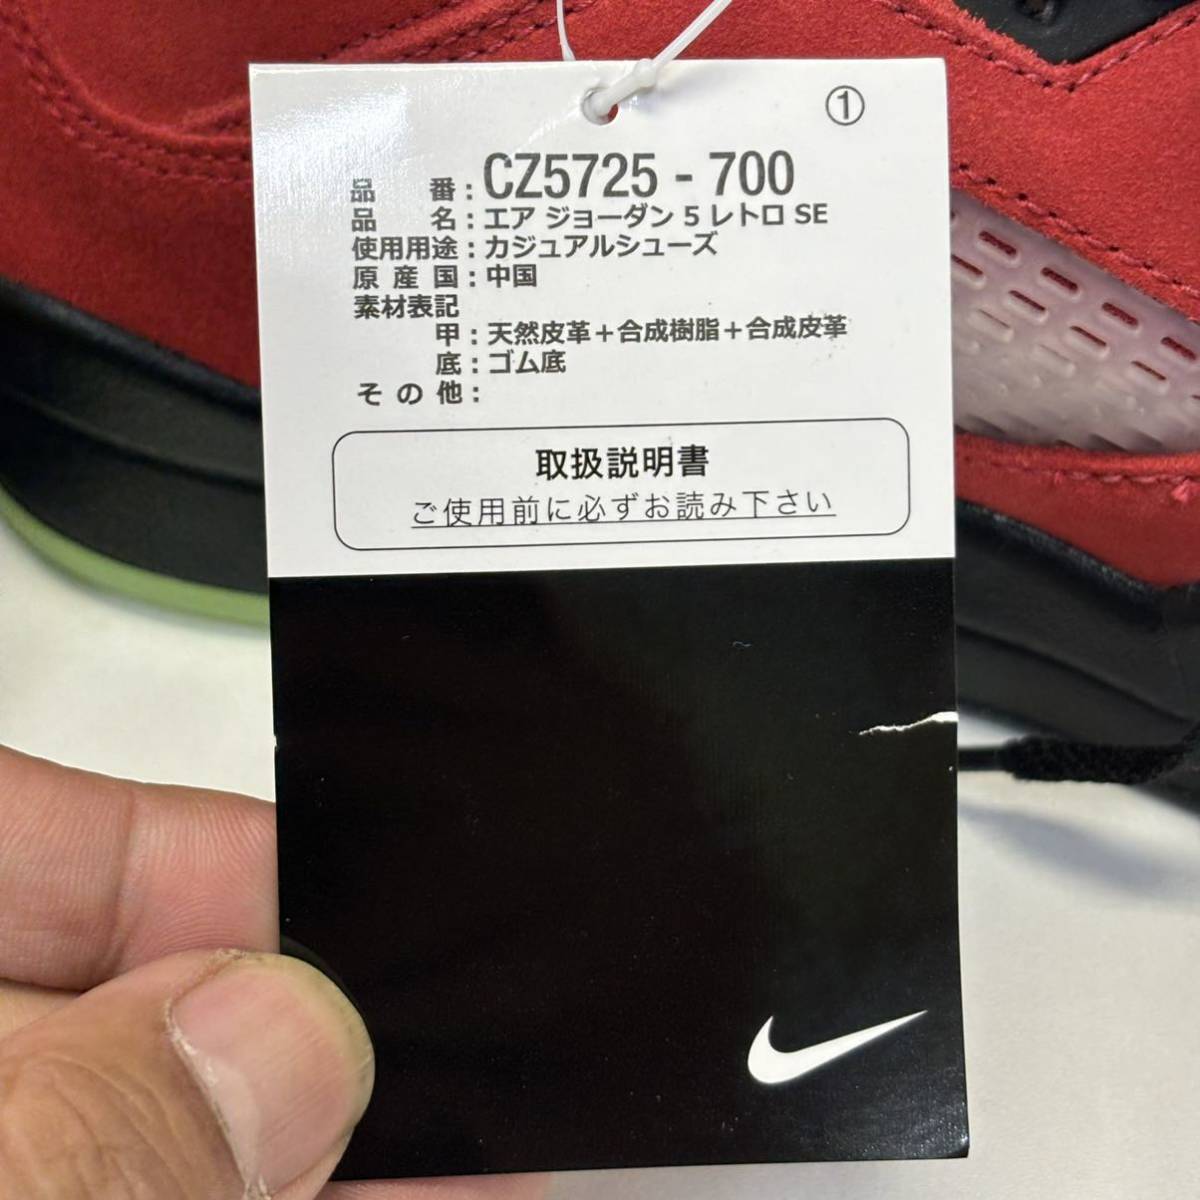 ①
品番：CZ5725 - 700
品名：エア ジョーダン 5 レトロ SE
使用用途：カジュアルシューズ
原産国：中国
素材表記
甲：天然皮革＋合成樹脂＋合成皮革
底：ゴム底
その他：
取扱説明書
ご使用前に必ずお読み下さい